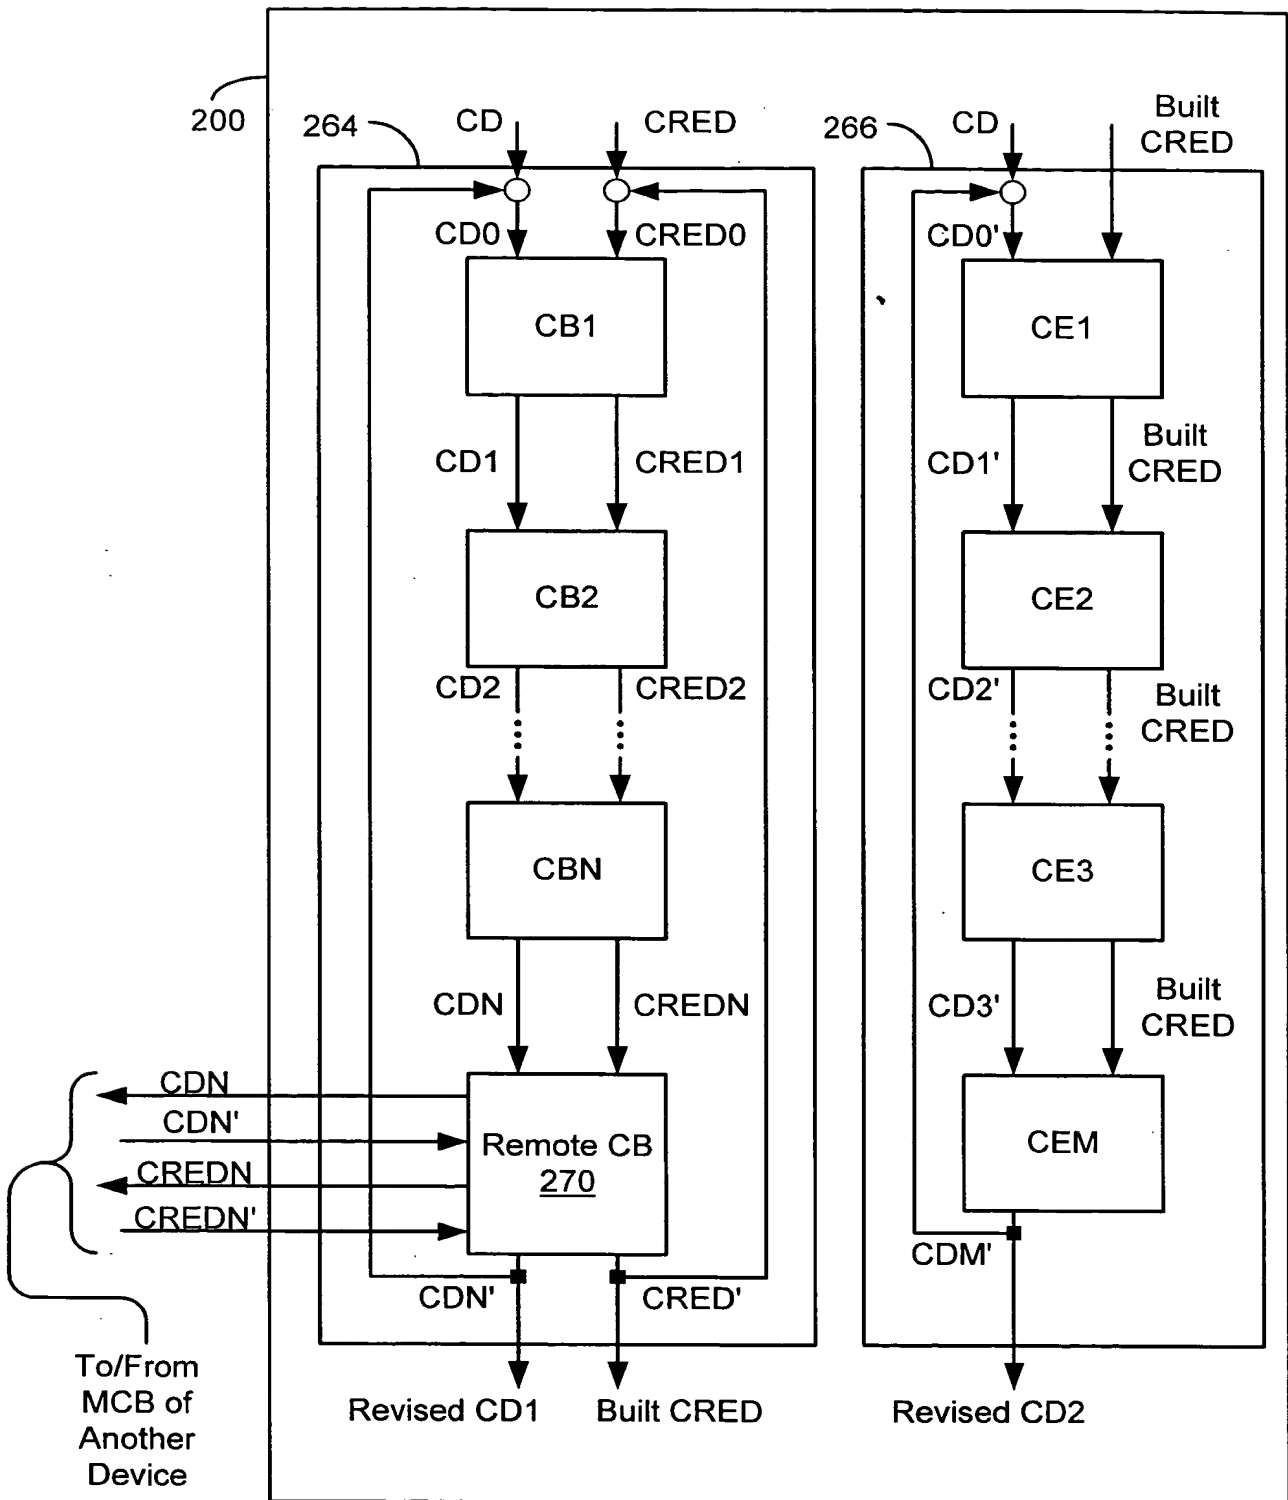 200
264
CD
CRED
266
CD
Built
CRED
CD0
CRED0
CD0'
CB1
CE1
CD1
CRED1
CD1'
Built
CRED
CB2
CE2
CD2
CRED2
CD2'
Built
CRED
CBN
CE3
CDN
CREDN
CD3'
Built
CRED
CDN
CDN'
CREDN
CREDN'
Remote CB
270
CEM
CDN'
CRED'
CDM'
To/From
MCB of
Another
Device
Revised CD1
Built CRED
Revised CD2